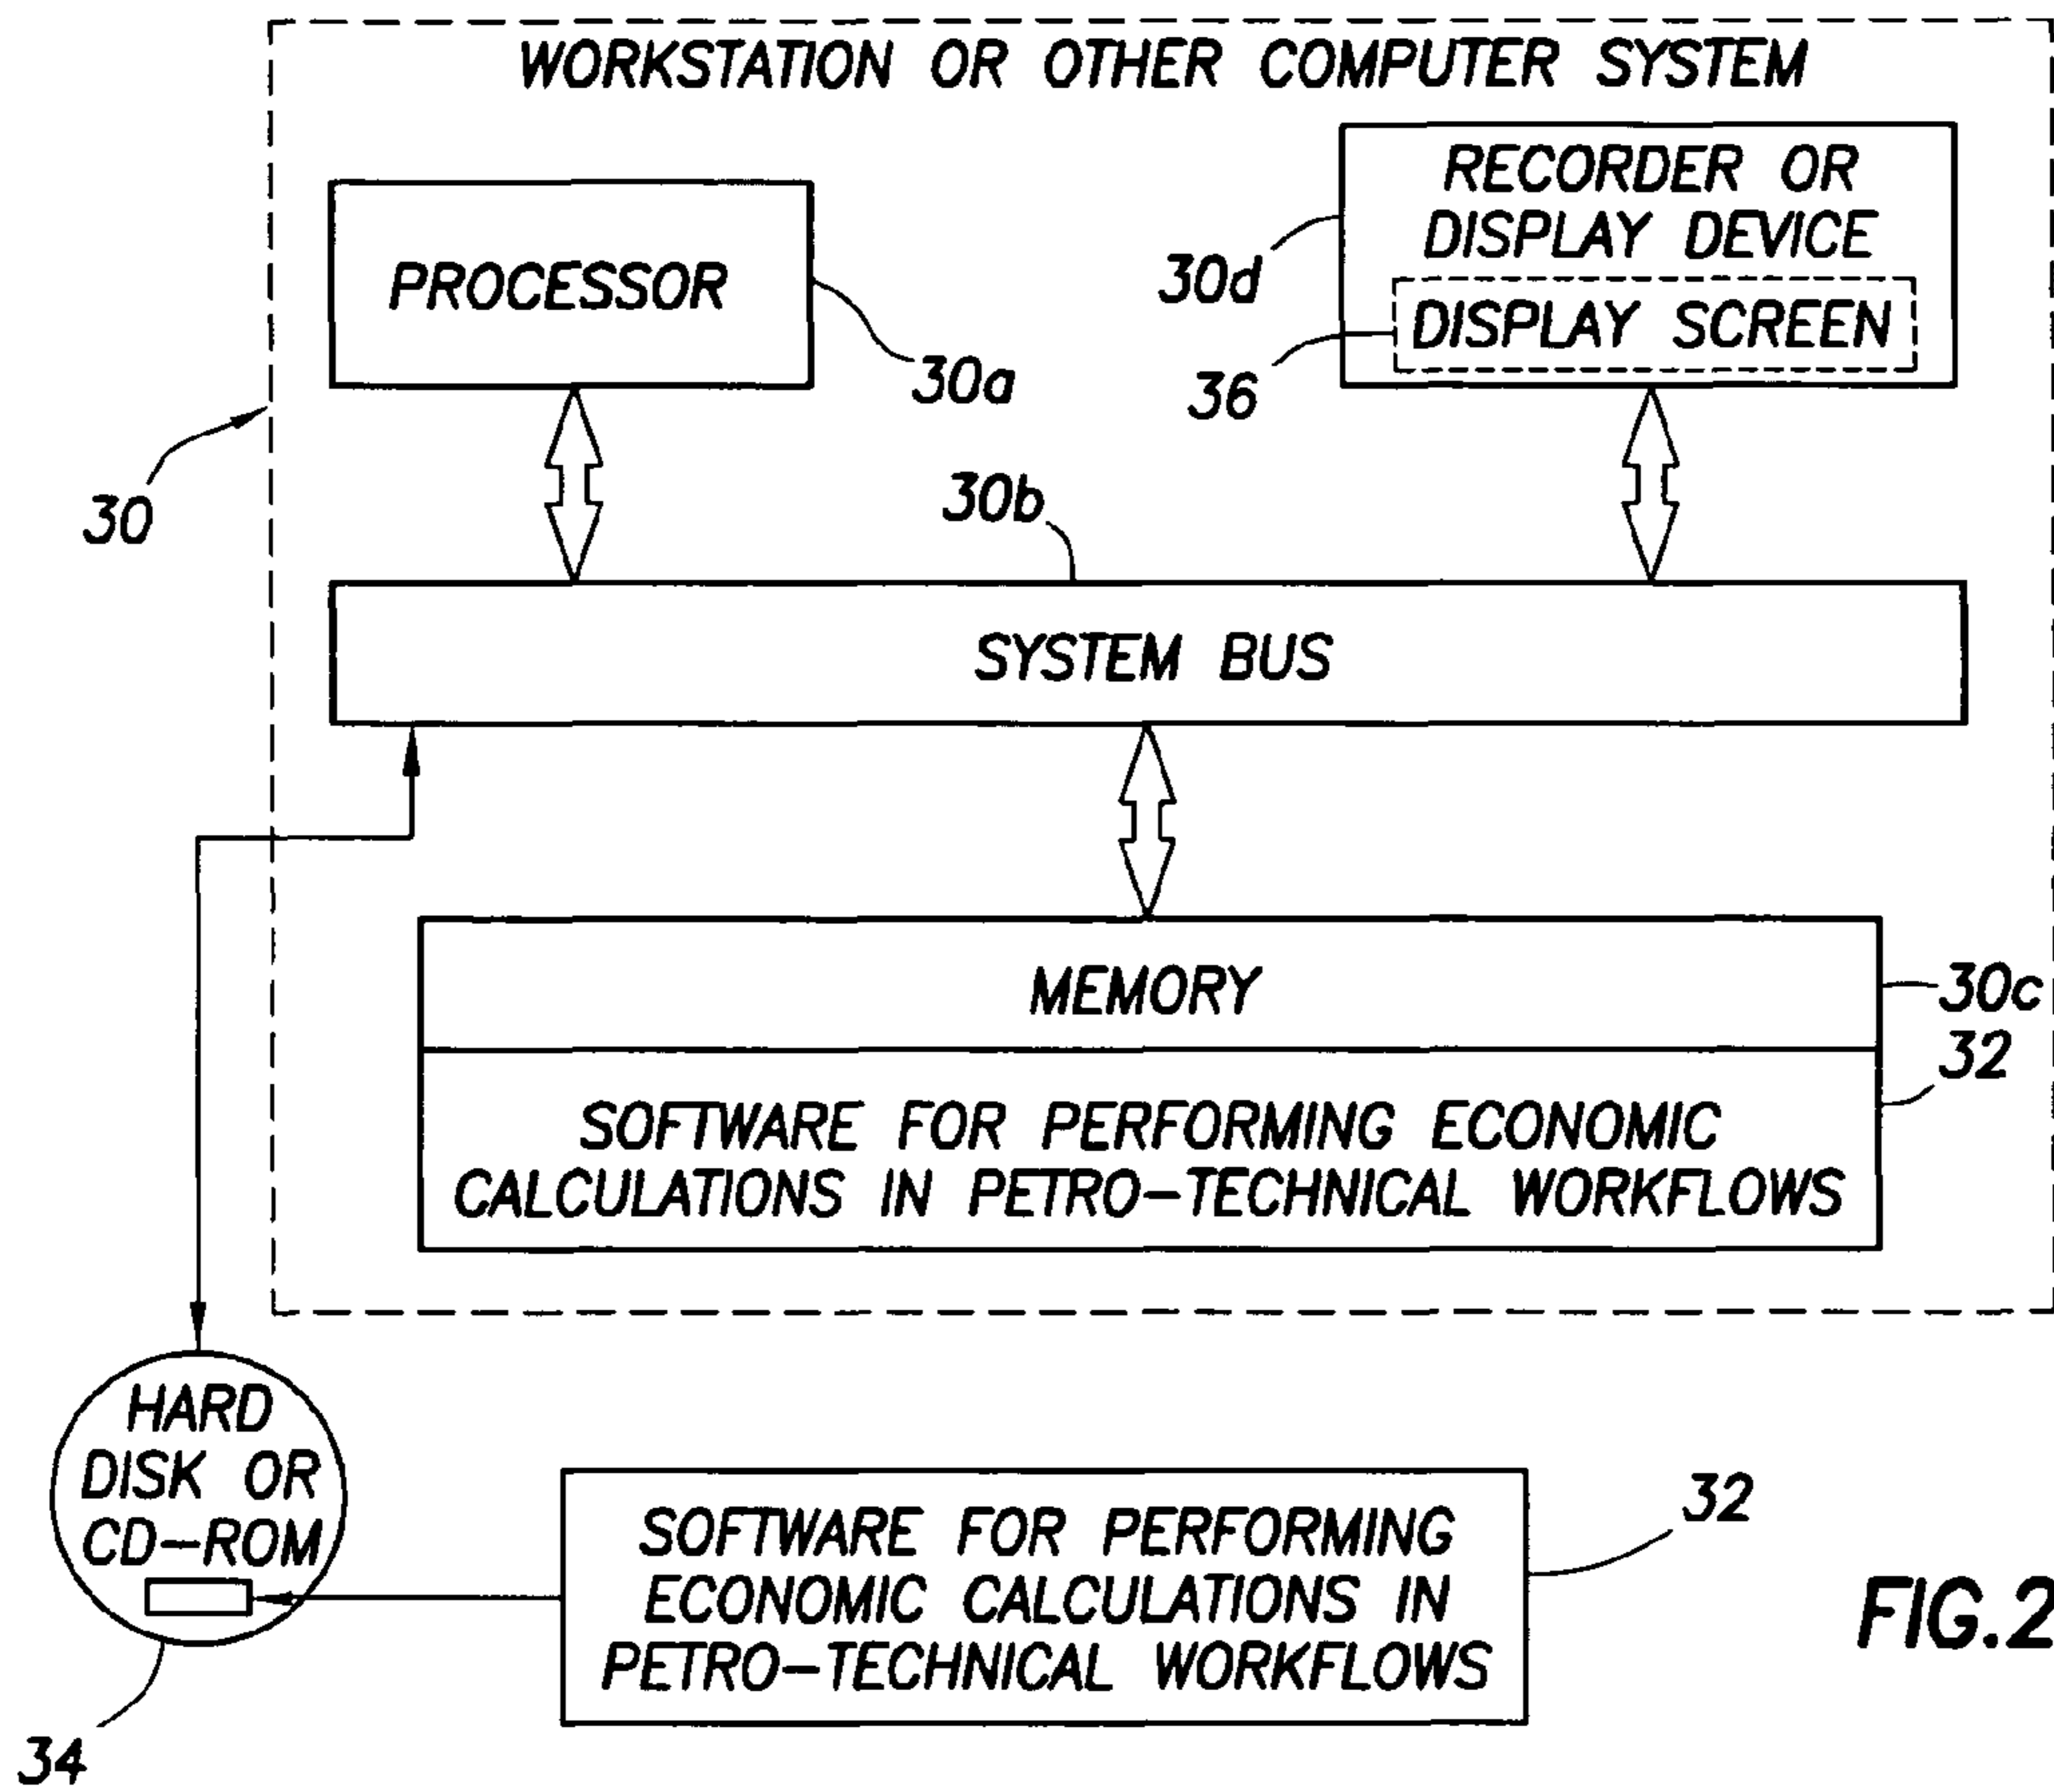 WORKSTATION OR OTHER COMPUTER SYSTEM
RECORDER OR
DISPLAY DEVICE
DISPLAY SCREEN
PROCESSOR
30d
36
30a
30
30b
SYSTEM BUS
MEMORY
30c
32
SOFTWARE FOR PERFORMING ECONOMIC
CALCULATIONS IN PETRO-TECHNICAL WORKFLOWS
HARD
DISK OR
CD-ROM
32
SOFTWARE FOR PERFORMING
ECONOMIC CALCULATIONS IN
PETRO-TECHNICAL WORKFLOWS
34
FIG.2